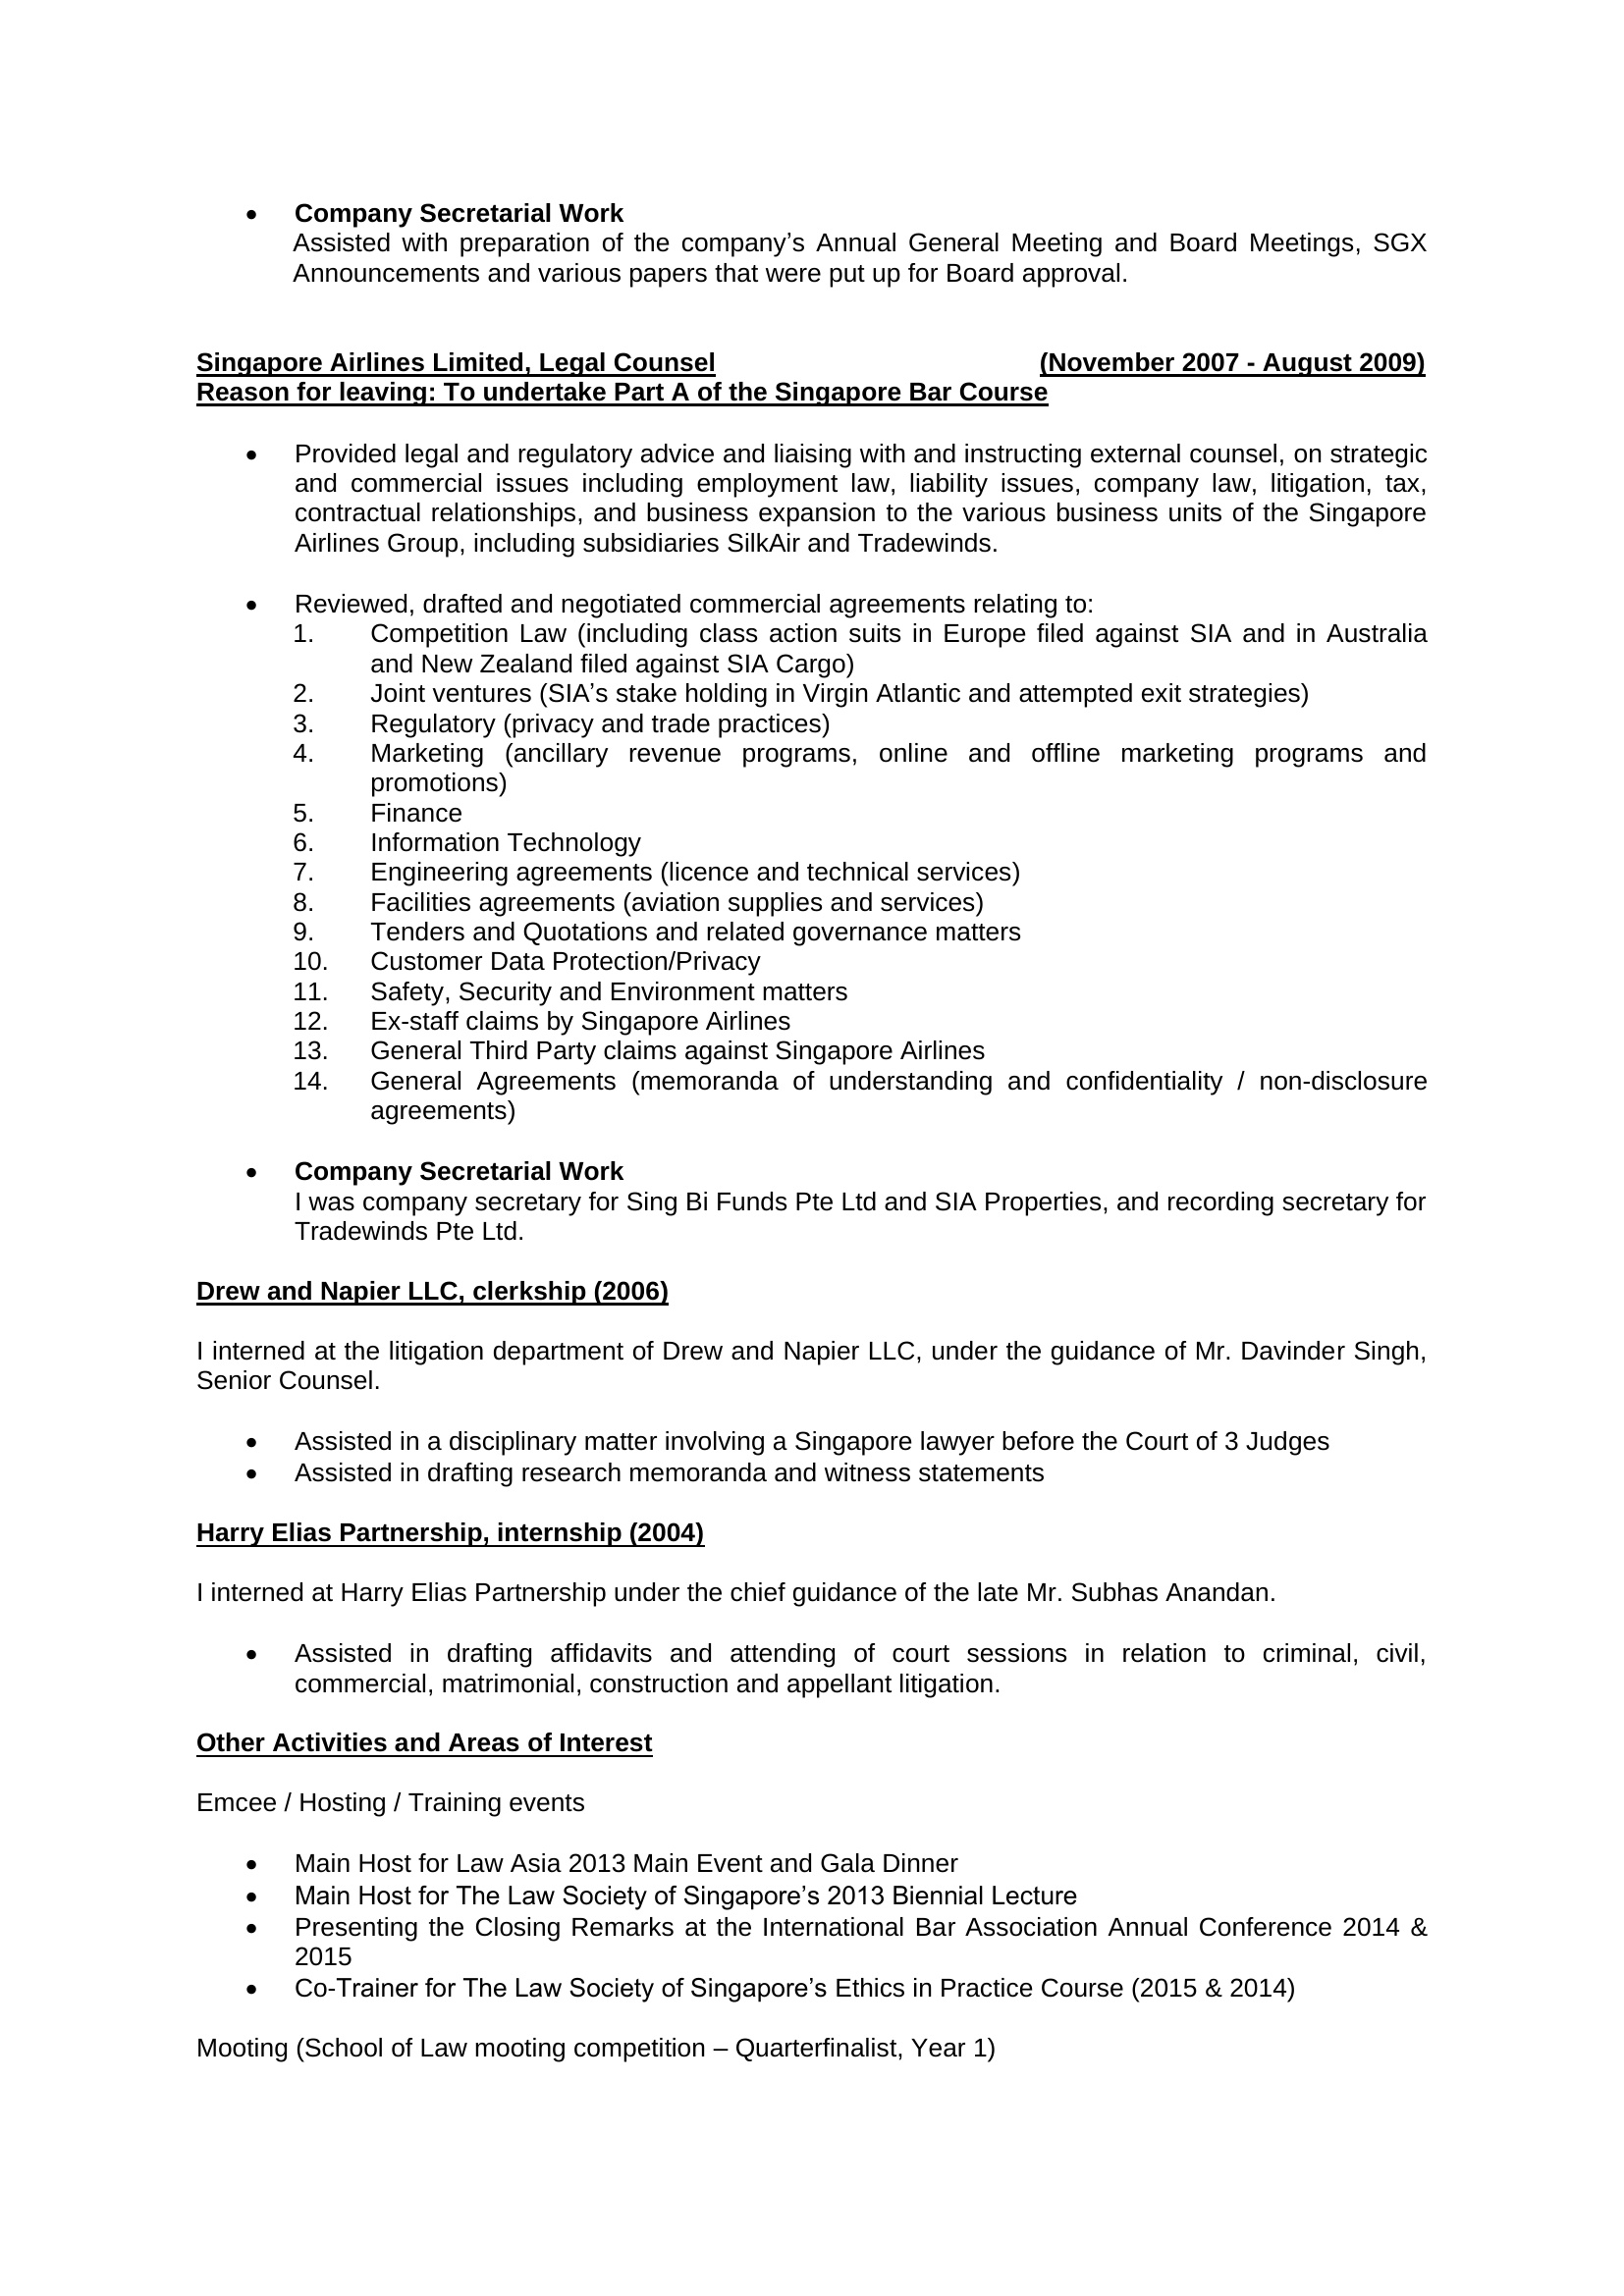 • Company Secretarial Work
Assisted with preparation of the company’s Annual General Meeting and Board Meetings, SGX
Announcements and various papers that were put up for Board approval.
Singapore Airlines Limited, Legal Counsel (November 2007 - August 2009)
Reason for leaving: To undertake Part A of the Singapore Bar Course
• Provided legal and regulatory advice and liaising with and instructing external counsel, on strategic
and commercial issues including employment law, liability issues, company law, litigation, tax,
contractual relationships, and business expansion to the various business units of the Singapore
Airlines Group, including subsidiaries SilkAir and Tradewinds.
• Reviewed, drafted and negotiated commercial agreements relating to:
1. Competition Law (including class action suits in Europe filed against SIA and in Australia
and New Zealand filed against SIA Cargo)
2. Joint ventures (SIA’s stake holding in Virgin Atlantic and attempted exit strategies)
3. Regulatory (privacy and trade practices)
4. Marketing (ancillary revenue programs, online and offline marketing programs and
promotions)
5. Finance
6. Information Technology
7. Engineering agreements (licence and technical services)
8. Facilities agreements (aviation supplies and services)
9. Tenders and Quotations and related governance matters
10. Customer Data Protection/Privacy
11. Safety, Security and Environment matters
12. Ex-staff claims by Singapore Airlines
13. General Third Party claims against Singapore Airlines
14. General Agreements (memoranda of understanding and confidentiality / non-disclosure
agreements)
• Company Secretarial Work
I was company secretary for Sing Bi Funds Pte Ltd and SIA Properties, and recording secretary for
Tradewinds Pte Ltd.
Drew and Napier LLC, clerkship (2006)
I interned at the litigation department of Drew and Napier LLC, under the guidance of Mr. Davinder Singh,
Senior Counsel.
• Assisted in a disciplinary matter involving a Singapore lawyer before the Court of 3 Judges
• Assisted in drafting research memoranda and witness statements
Harry Elias Partnership, internship (2004)
I interned at Harry Elias Partnership under the chief guidance of the late Mr. Subhas Anandan.
• Assisted in drafting affidavits and attending of court sessions in relation to criminal, civil,
commercial, matrimonial, construction and appellant litigation.
Other Activities and Areas of Interest
Emcee / Hosting / Training events
• Main Host for Law Asia 2013 Main Event and Gala Dinner
• Main Host for The Law Society of Singapore’s 2013 Biennial Lecture
• Presenting the Closing Remarks at the International Bar Association Annual Conference 2014 &
2015
• Co-Trainer for The Law Society of Singapore’s Ethics in Practice Course (2015 & 2014)
Mooting (School of Law mooting competition – Quarterfinalist, Year 1)